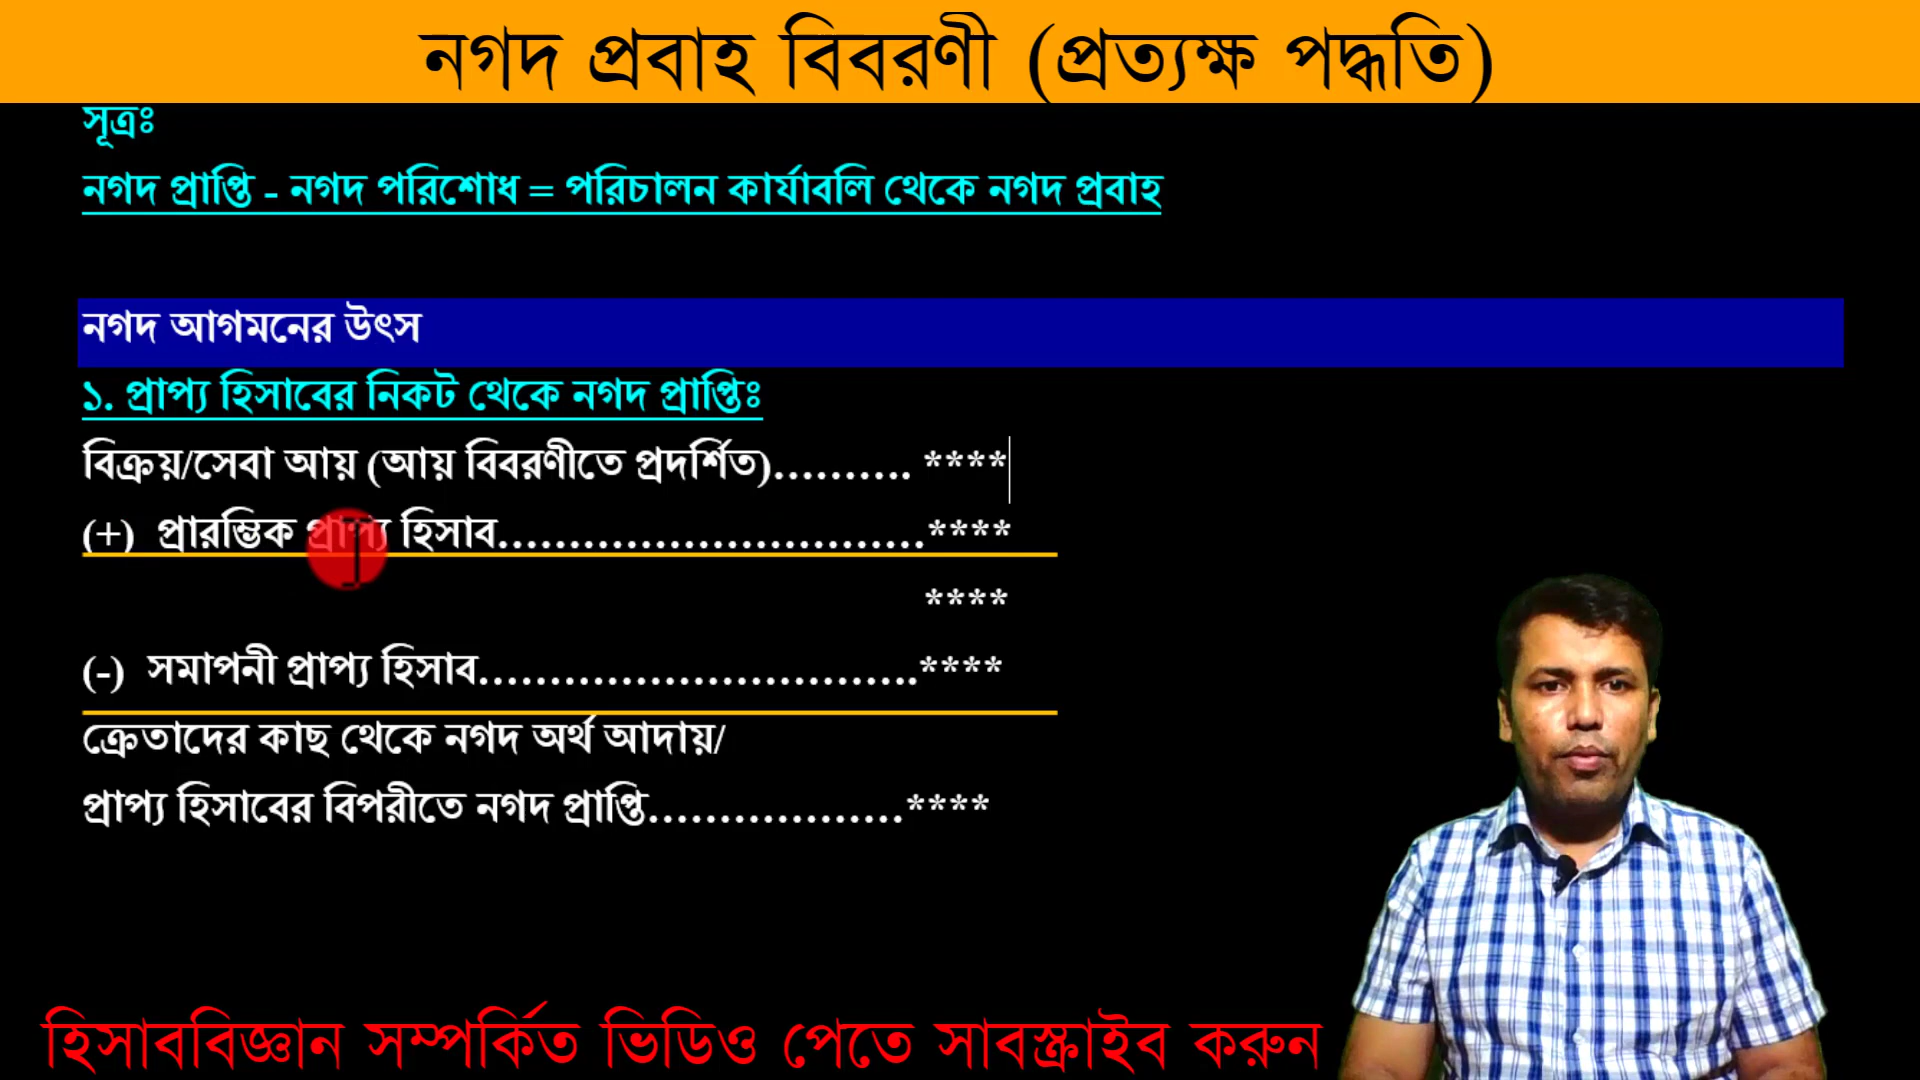 নগদ প্রবাহ বিবরণী (প্রত্যক্ষ পদ্ধতি)
সূত্রঃ
নগদ প্রাপ্তি - নগদ পরিশোধ = পরিচালন কার্যাবলি থেকে নগদ প্রবাহ
নগদ আগমনের উৎস
১. প্রাপ্য হিসাবের নিকট থেকে নগদ প্রাপ্তিঃ
বিক্রয়/সেবা আয় (আয় বিবরণীতে প্রদর্শিত).......... ****
(+) প্রারম্ভিক প্রাপ্য হিসাব..............................****
****
(-) সমাপনী প্রাপ্য হিসাব...............................****
ক্রেতাদের কাছ থেকে নগদ অর্থ আদায়/
প্রাপ্য হিসাবের বিপরীতে নগদ প্রাপ্তি..................****
হিসাববিজ্ঞান সম্পর্কিত ভিডিও পেতে সাবস্ক্রাইব করুন